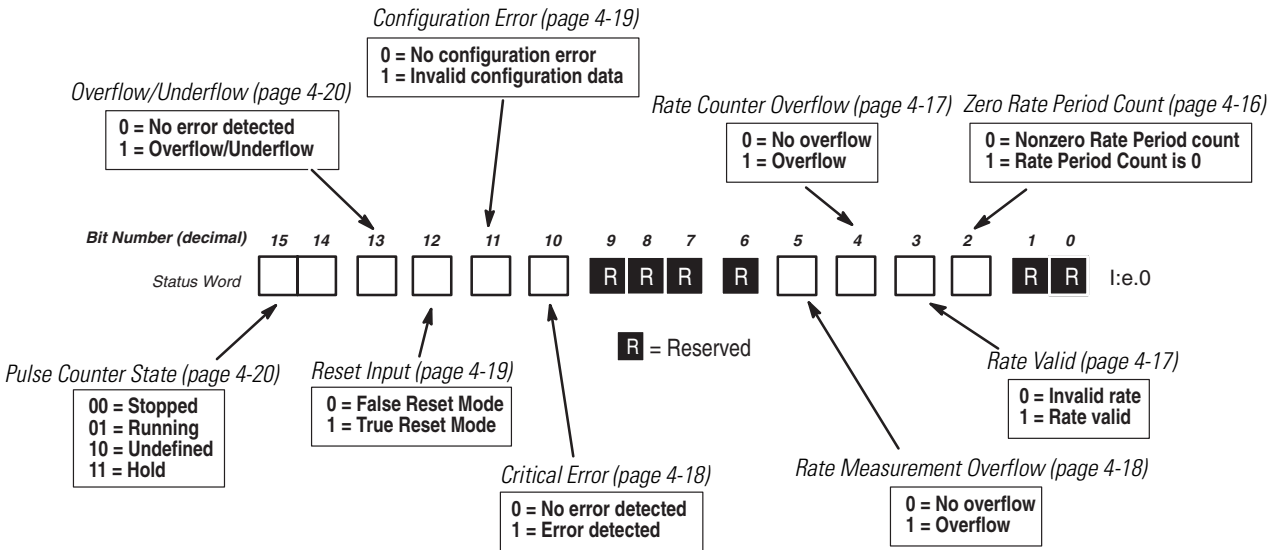 Configuration Error (page 4-19)
0 = No configuration error
1 = Invalid configuration data
Overflow/Underflow (page 4-20)
0 = No error detected
1 = Overflow/Underflow
Rate Counter Overflow (page 4-17)
0 = No overflow
1 = Overflow
Zero Rate Period Count (page 4-16)
0 = Nonzero Rate Period count
1 = Rate Period Count is 0
Bit Number (decimal) 15 14 13 12 11 10 9 8 7 6 5 4 3 2 1 0
Status Word R R R R R R I:e.0
R = Reserved
Pulse Counter State (page 4-20)
00 = Stopped
01 = Running
10 = Undefined
11 = Hold
Reset Input (page 4-19)
0 = False Reset Mode
1 = True Reset Mode
Critical Error (page 4-18)
0 = No error detected
1 = Error detected
Rate Measurement Overflow (page 4-18)
0 = No overflow
1 = Overflow
Rate Valid (page 4-17)
0 = Invalid rate
1 = Rate valid